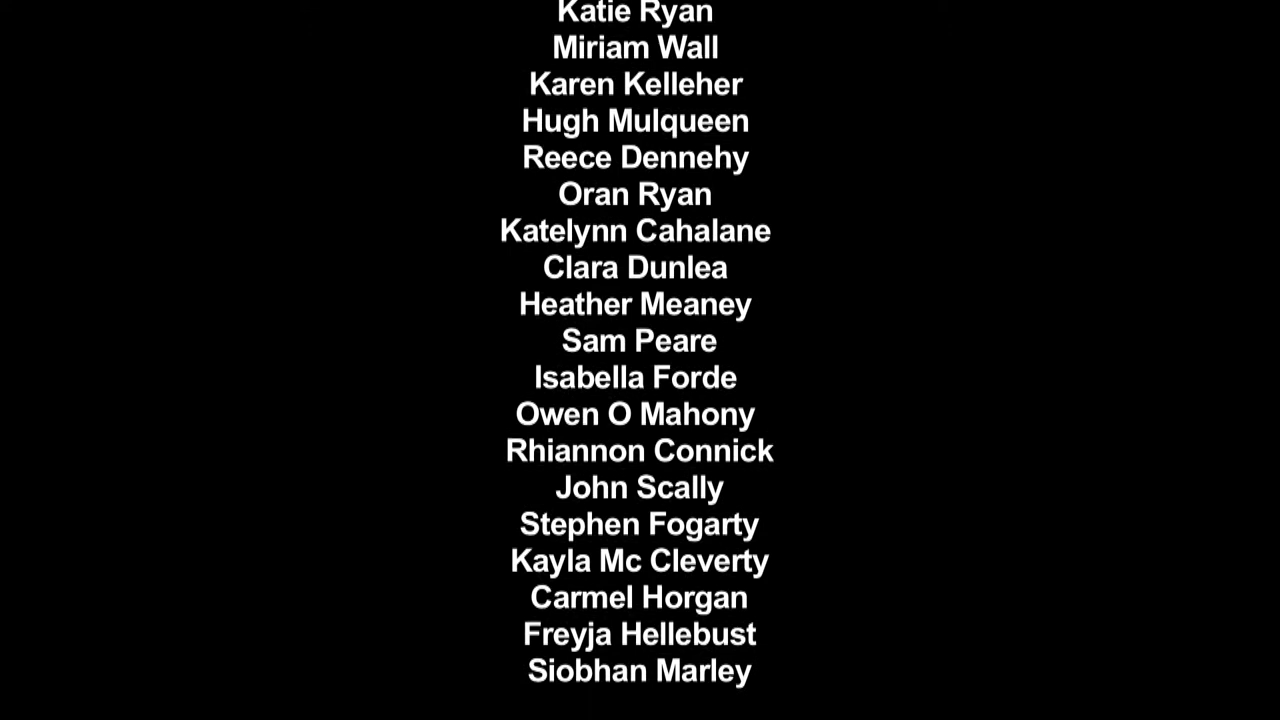 Katie Ryan
Miriam Wall
Karen Kelleher
Hugh Mulqueen
Reece Dennehy
Oran Ryan
Katelynn Cahalane
Clara Dunlea
Heather Meaney
Sam Peare
Isabella Forde
Owen O Mahony
Rhiannon Connick
John Scally
Stephen Fogarty
Kayla Mc Cleverty
Carmel Horgan
Freyja Hellebust
Siobhan Marley